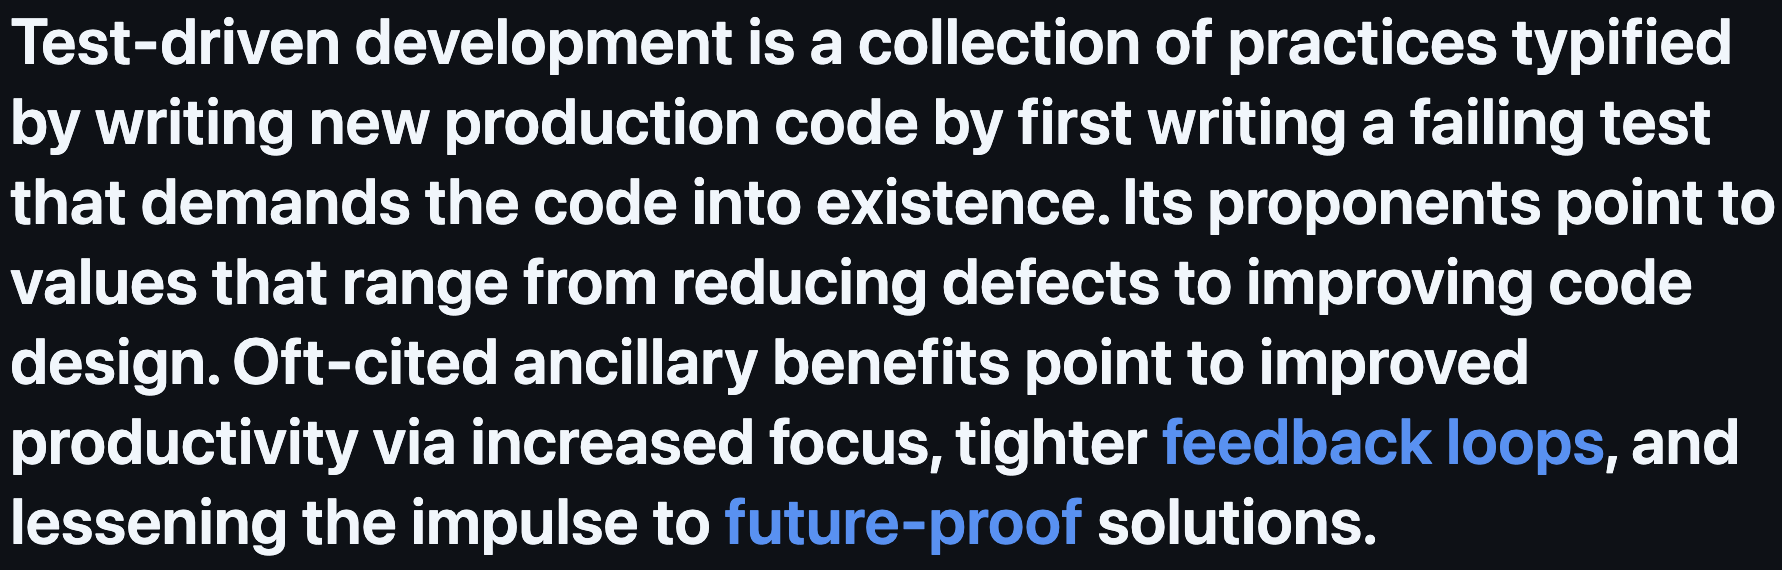 Test-driven development is a collection of practices typified
by writing new production code by first writing a failing test
that demands the code into existence. Its proponents point to
values that range from reducing defects to improving code
design. Oft-cited ancillary benefits point to improved
productivity via increased focus, tighter feedback loops, and
lessening the impulse to future-proof solutions.